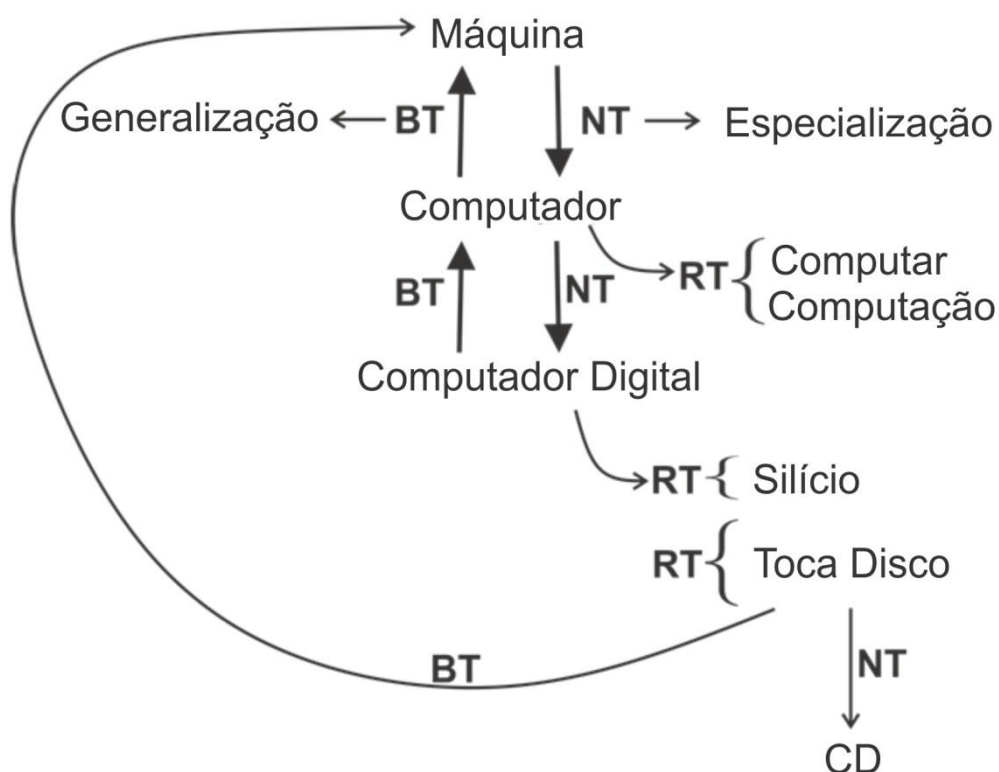 Máquina
Generalização BT NT Especialização
Computador
BT NT RT Computar
Computação
Computador Digital
RT Silício
RT Toca Disco
BT NT
CD